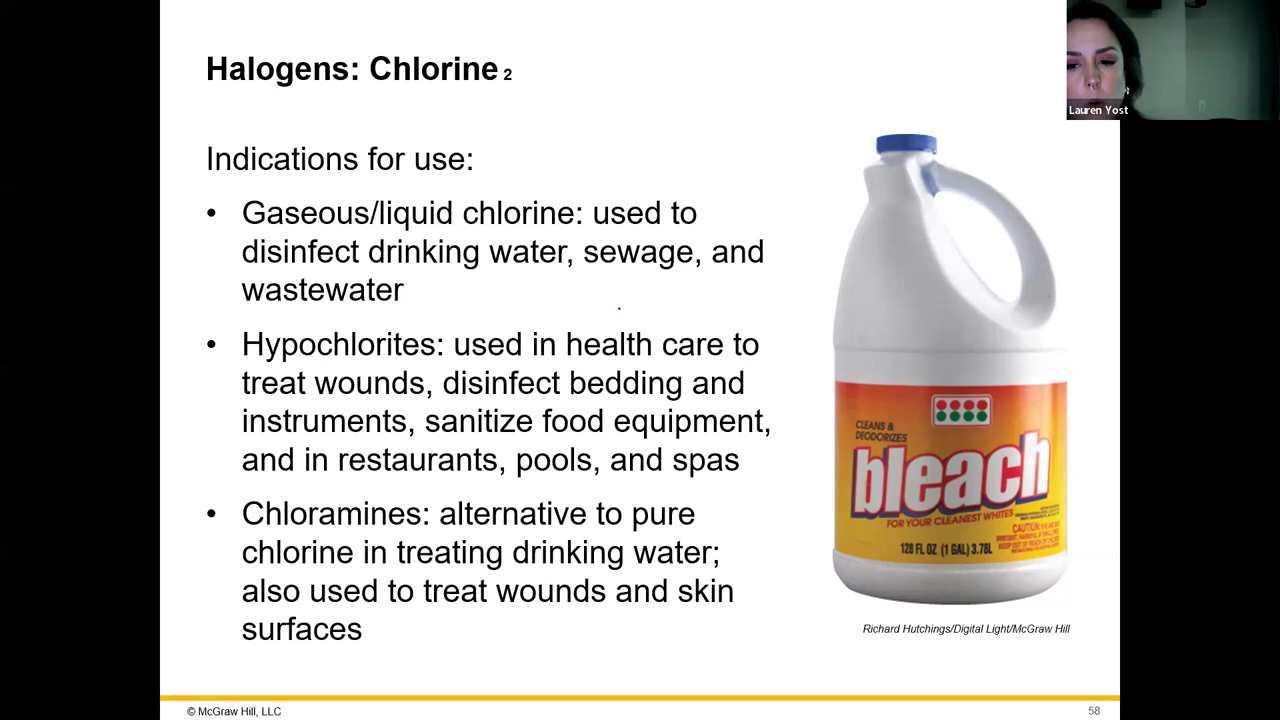 Halogens: Chlorine 2
Lauren Yost
Indications for use:
• Gaseous/liquid chlorine: used to
disinfect drinking water, sewage, and
wastewater
• Hypochlorites: used in health care to
treat wounds, disinfect bedding and
instruments, sanitize food equipment,
and in restaurants, pools, and spas
• Chloramines: alternative to pure
chlorine in treating drinking water;
also used to treat wounds and skin
surfaces
CLEANS &
DEODORIZES
bleach
FOR YOUR CLEANEST WHITES
128 FL OZ (1 GAL) 3.78L
Richard Hutchings/Digital Light/McGraw Hill
© McGraw Hill, LLC
58